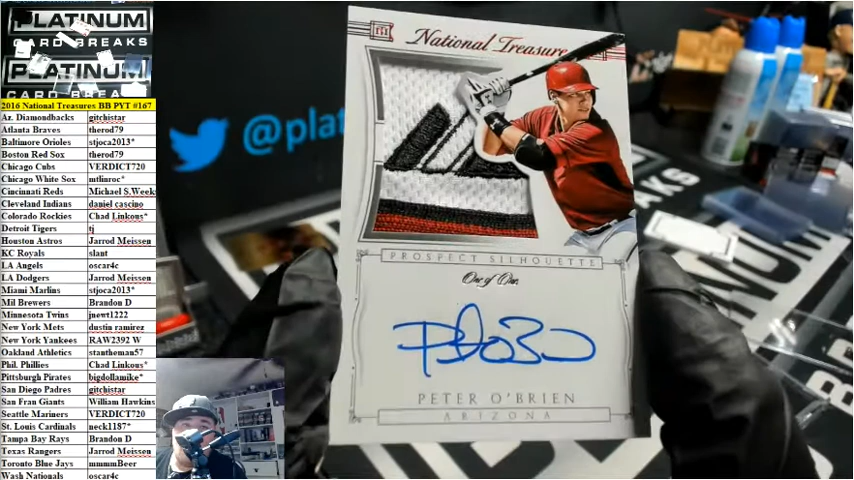 PLATINUM
CARD BREAKS
PLATINUM
CARD BREA
2016 National Treasures BB PYT #167
Az. Diamondbacks gitchistar
Atlanta Braves therod79
Baltimore Orioles stjoca2013*
Boston Red Sox therod79
Chicago Cubs VERDICT720
Chicago White Sox mtlinroc*
Cincinnati Reds Michael S.Week
Cleveland Indians daniel cascino
Colorado Rockies Chad Linkous*
Detroit Tigers tj
Houston Astros Jarrod Meissen
KC Royals slant
LA Angels oscar4c
LA Dodgers Jarrod Meissen
Miami Marlins stjoca2013*
Mil Brewers Brandon D
Minnesota Twins jnewt1222
New York Mets dustin ramirez
New York Yankees RAW2392 W
Oakland Athletics stantheman57
Phil. Phillies Chad Linkous*
Pittsburgh Pirates bigdollamike*
San Diego Padres gitchistar
San Fran Giants William Hawkins
Seattle Mariners VERDICT720
St. Louis Cardinals neck1187*
Tampa Bay Rays Brandon D
Texas Rangers Jarrod Meissen
Toronto Blue Jays mmmmBeer
Wash Nationals oscar4c
@plat
National Treasures
PROSPECT SILHOUETTE
One of One
PETER O'BRIEN
ARIZONA